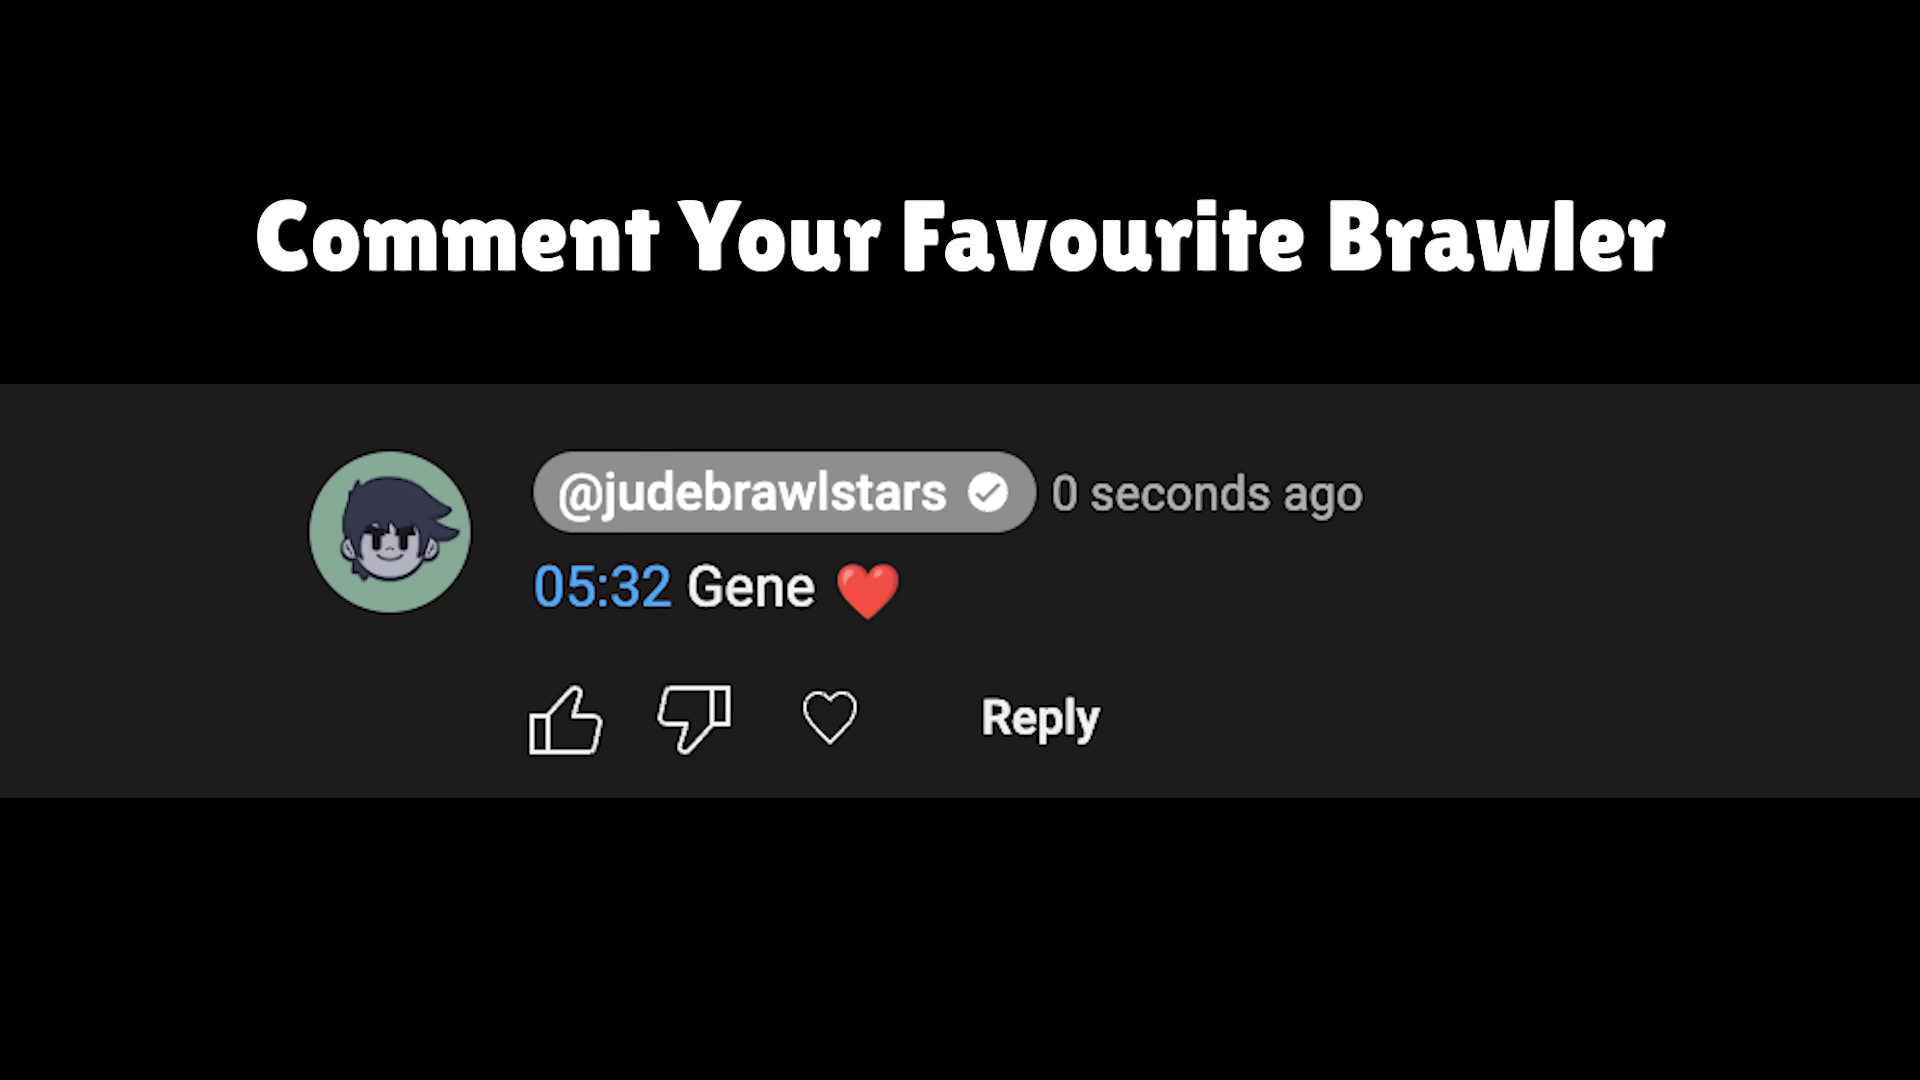 Comment Your Favourite Brawler
@judebrawlstars 0 seconds ago
05:32 Gene ❤️
Reply